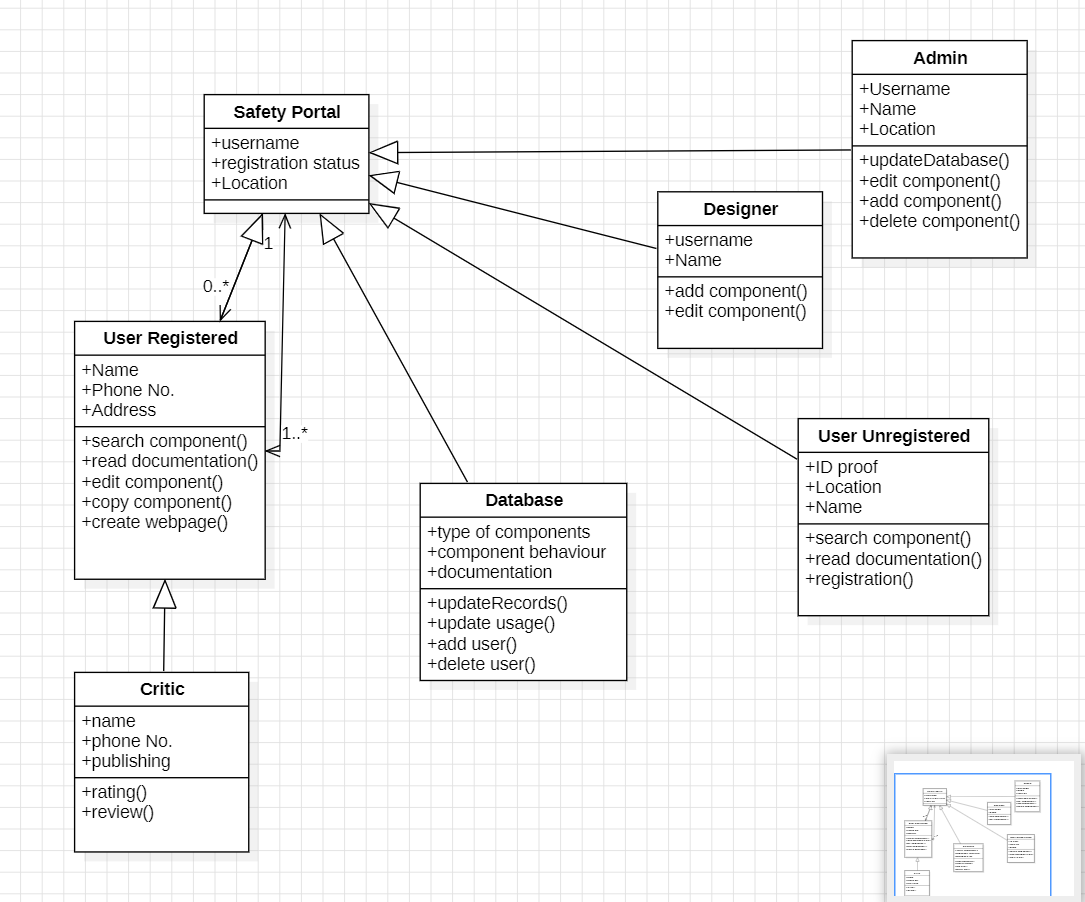 Admin
+Username
+Name
+Location
+updateDatabase()
+edit component()
+add component()
+delete component()
Safety Portal
+username
+registration status
+Location
Designer
+username
+Name
+add component()
+edit component()
1
0..*
1..*
User Registered
+Name
+Phone No.
+Address
+search component()
+read documentation()
+edit component()
+copy component()
+create webpage()
User Unregistered
+ID proof
+Location
+Name
+search component()
+read documentation()
+registration()
Database
+type of components
+component behaviour
+documentation
+updateRecords()
+update usage()
+add user()
+delete user()
Critic
+name
+phone No.
+publishing
+rating()
+review()